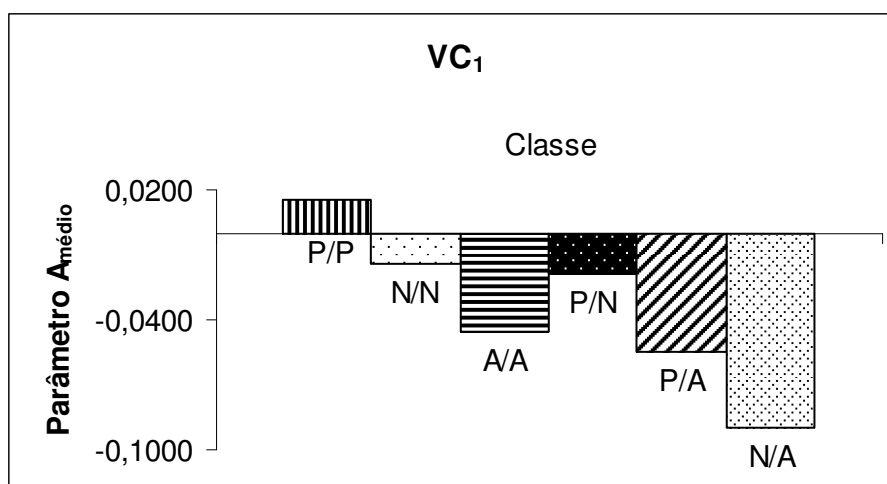 VC₁
Classe
Parâmetro Amédio
0,0200
-0,0400
-0,1000
P/P
N/N
A/A
P/N
P/A
N/A